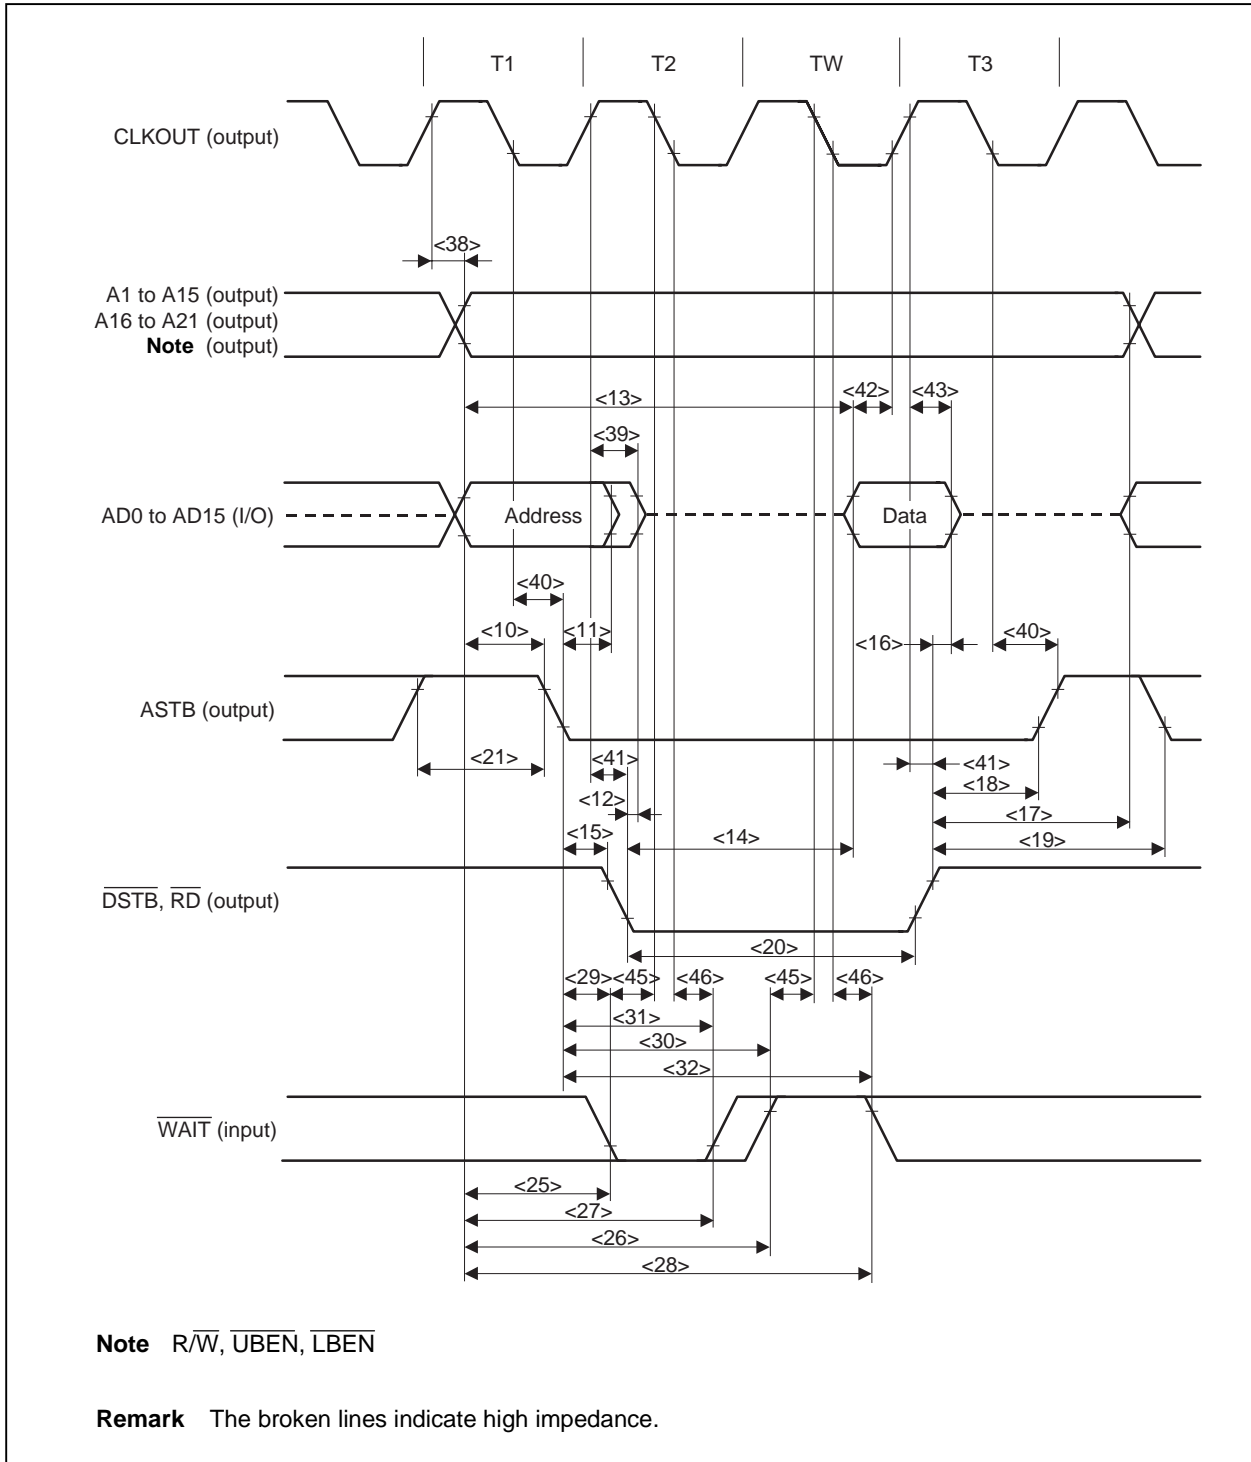 T1 T2 TW T3
CLKOUT (output)
<38>
A1 to A15 (output)
A16 to A21 (output)
Note (output)
<13> <42> <43>
<39>
AD0 to AD15 (I/O) Address Data
<40>
<10> <11> <16> <40>
ASTB (output)
<21> <41> <41>
<12> <18>
<17>
<15> <14> <19>
DSTB, RD (output)
<20>
<29> <45> <46> <45> <46>
<31>
<30>
<32>
WAIT (input)
<25>
<27>
<26>
<28>
Note R/W, UBEN, LBEN
Remark The broken lines indicate high impedance.